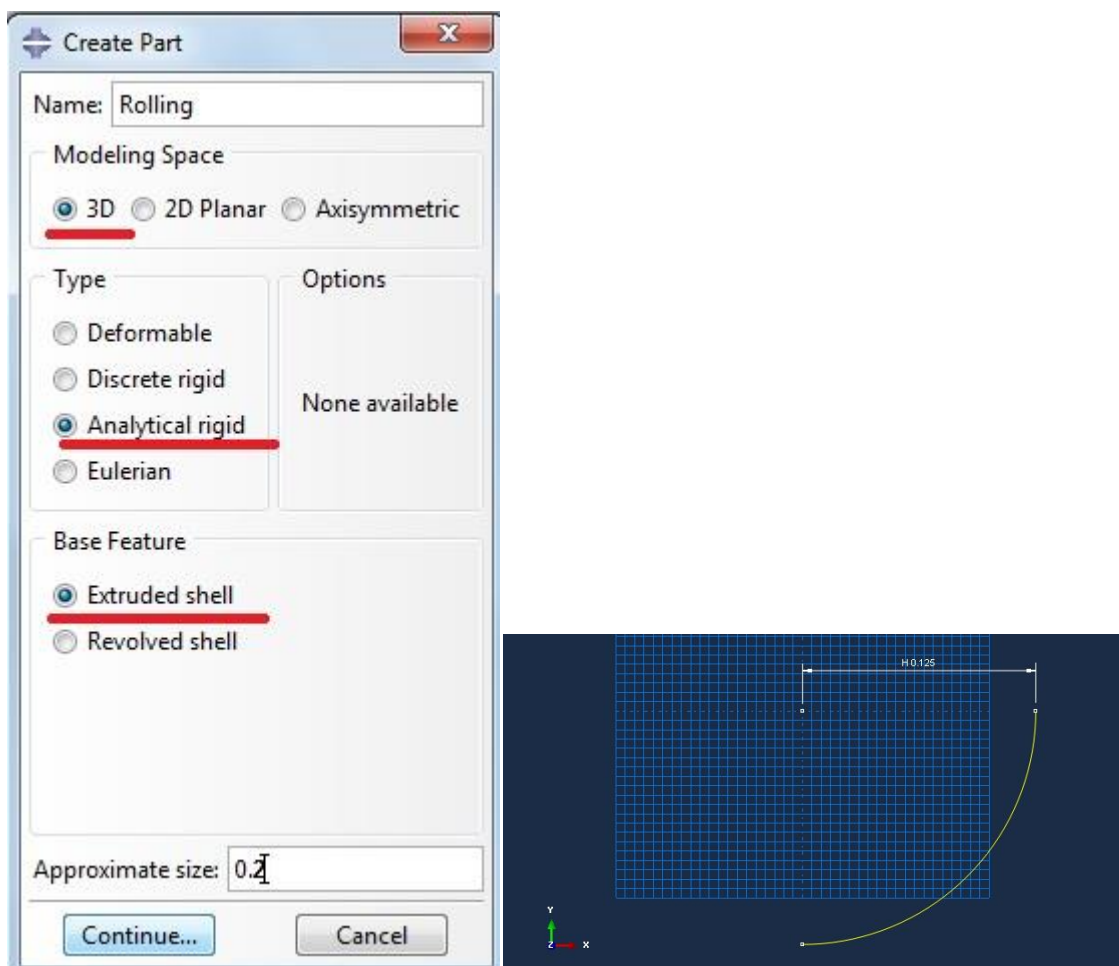 Create Part
Name: Rolling
Modeling Space
3D 2D Planar Axisymmetric
Type
Deformable
Discrete rigid
Analytical rigid
Eulerian
Options
None available
Base Feature
Extruded shell
Revolved shell
Approximate size: 0.2
Continue... Cancel
H 0.125
Y
Z X